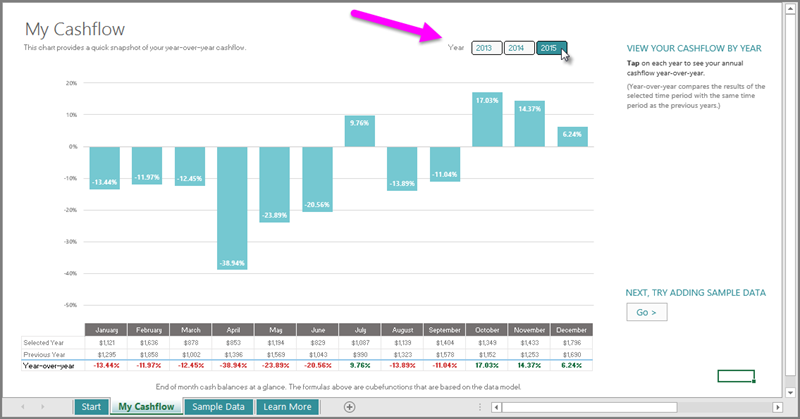 My Cashflow
This chart provides a quick snapshot of your year-over-year cashflow.
Year 2013 2014 2015
VIEW YOUR CASHFLOW BY YEAR
Tap on each year to see your annual
cashflow year-over-year.
(Year-over-year compares the results of the
selected time period with the same time
period as the previous years.)
20%
10%
0%
-10%
-20%
-30%
-40%
-50%
-13.44%
-11.97%
-12.45%
-38.94%
-23.89%
-20.56%
9.76%
-13.89%
-11.04%
17.03%
14.37%
6.24%
NEXT, TRY ADDING SAMPLE DATA
Go >
January February March April May June July August September October November December
Selected Year $1,121 $1,636 $878 $853 $1,194 $829 $1,087 $1,139 $1,404 $1,349 $1,433 $1,796
Previous Year $1,295 $1,858 $1,002 $1,396 $1,569 $1,043 $990 $1,323 $1,578 $1,152 $1,253 $1,690
Year-over-year -13.44% -11.97% -12.45% -38.94% -23.89% -20.56% 9.76% -13.89% -11.04% 17.03% 14.37% 6.24%
End of month cash balances at a glance. The formulas above are cubefunctions that are based on the data model.
Start My Cashflow Sample Data Learn More